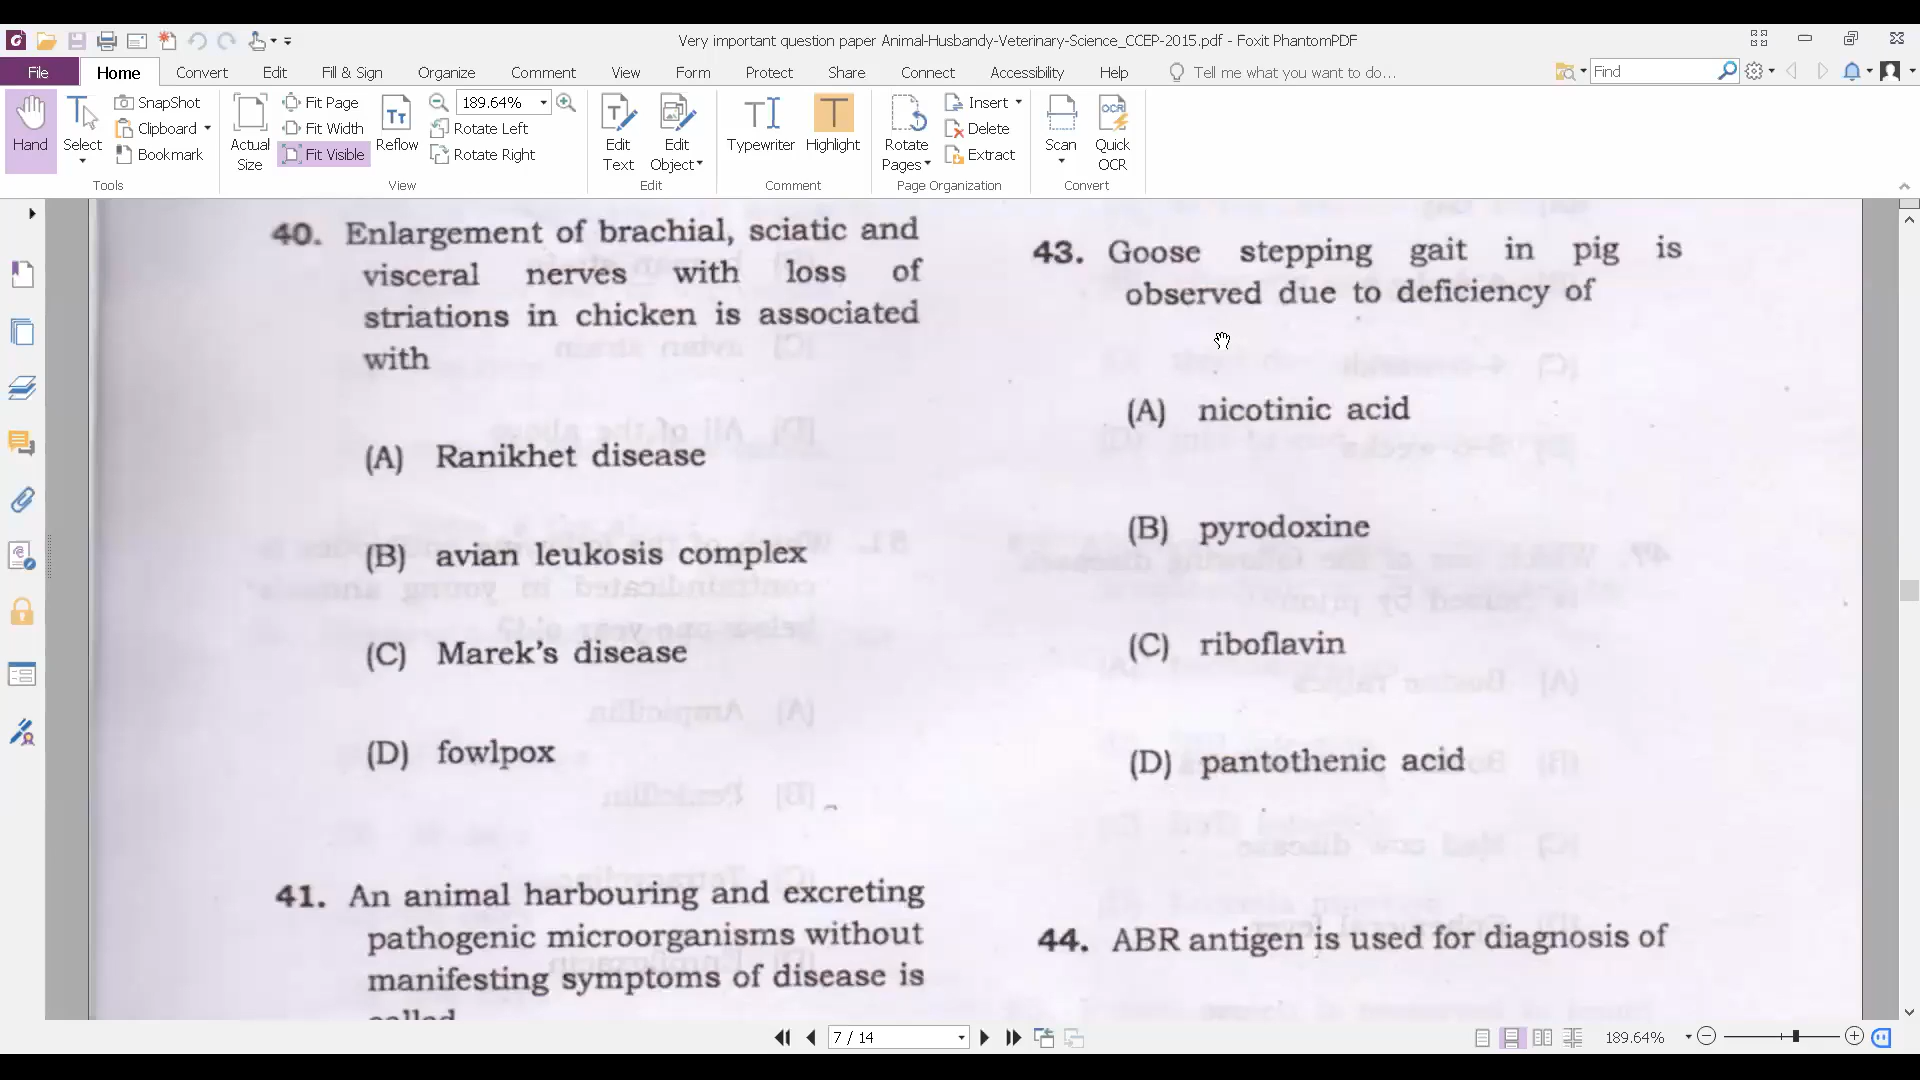 Very important question paper Animal-Husbandy-Veterinary-Science_CCEP-2015.pdf - Foxit PhantomPDF
File Home Convert Edit Fill & Sign Organize Comment View Form Protect Share Connect Accessibility Help Tell me what you want to do... Find
Hand
Select
SnapShot
Clipboard
Bookmark
Tools
Actual Size
Fit Page
Fit Width
Fit Visible
Reflow
189.64%
Rotate Left
Rotate Right
View
Edit Text
Edit Object
Edit
Typewriter
Highlight
Comment
Rotate Pages
Insert
Delete
Extract
Page Organization
Scan
Quick OCR
Convert
40. Enlargement of brachial, sciatic and
visceral nerves with loss of
striations in chicken is associated
with
(A) Ranikhet disease
(B) avian leukosis complex
(C) Marek's disease
(D) fowlpox
41. An animal harbouring and excreting
pathogenic microorganisms without
manifesting symptoms of disease is
called
43. Goose stepping gait in pig is
observed due to deficiency of
(A) nicotinic acid
(B) pyrodoxine
(C) riboflavin
(D) pantothenic acid
44. ABR antigen is used for diagnosis of
7 / 14
189.64%